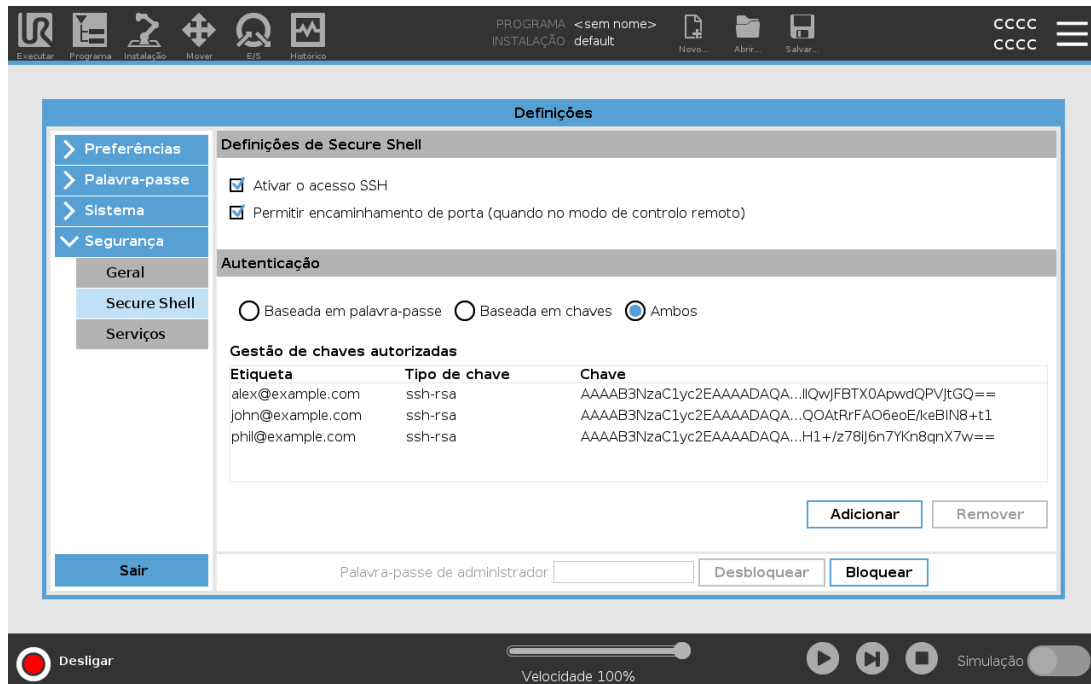 PROGRAMA <sem nome>
INSTALAÇÃO default
CCCC
CCCC
Executar Programa Instalação Mover E/S Histórico Novo... Abrir... Salvar...
Definições
Preferências
Palavra-passe
Sistema
Segurança
Geral
Secure Shell
Serviços
Sair
Definições de Secure Shell
Ativar o acesso SSH
Permitir encaminhamento de porta (quando no modo de controlo remoto)
Autenticação
Baseada em palavra-passe Baseada em chaves Ambos
Gestão de chaves autorizadas
Etiqueta Tipo de chave Chave
alex@example.com ssh-rsa AAAAB3NzaC1yc2EAAAADAQA...IlQwJFBTX0ApwdQPVJtGQ==
john@example.com ssh-rsa AAAAB3NzaC1yc2EAAAADAQA...QOAtRrFAO6eoE/keBIN8+t1
phil@example.com ssh-rsa AAAAB3NzaC1yc2EAAAADAQA...H1+/z78iJ6n7YKn8qnX7w==
Adicionar Remover
Palavra-passe de administrador Desbloquear Bloquear
Desligar
Velocidade 100%
Simulação